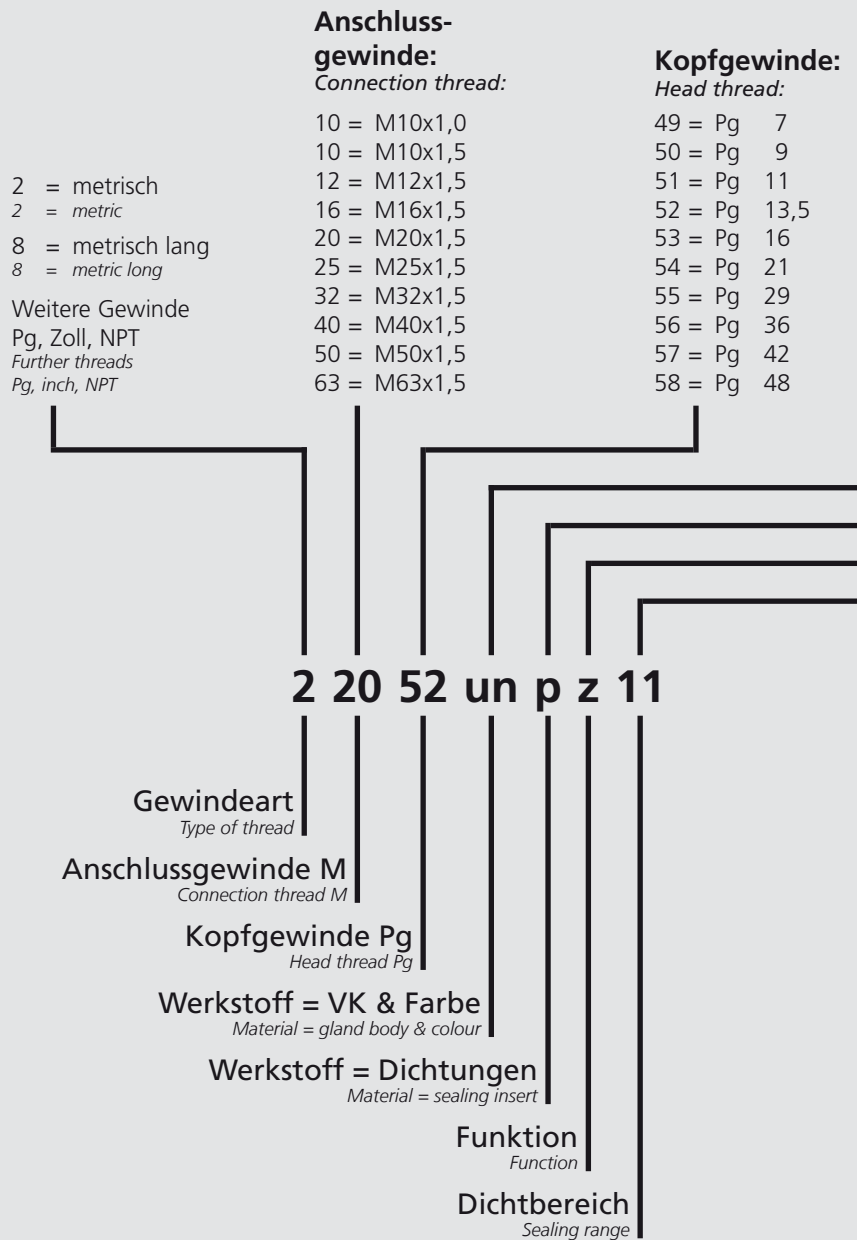 2 = metrisch
2 = metric
8 = metrisch lang
8 = metric long
Weitere Gewinde
Pg, Zoll, NPT
Further threads
Pg, inch, NPT
Anschluss-
gewinde:
Connection thread:
10 = M10x1,0
10 = M10x1,5
12 = M12x1,5
16 = M16x1,5
20 = M20x1,5
25 = M25x1,5
32 = M32x1,5
40 = M40x1,5
50 = M50x1,5
63 = M63x1,5
Kopfgewinde:
Head thread:
49 = Pg 7
50 = Pg 9
51 = Pg 11
52 = Pg 13,5
53 = Pg 16
54 = Pg 21
55 = Pg 29
56 = Pg 36
57 = Pg 42
58 = Pg 48
2 20 52 un p z 11
Gewindeart
Type of thread
Anschlussgewinde M
Connection thread M
Kopfgewinde Pg
Head thread Pg
Werkstoff = VK & Farbe
Material = gland body & colour
Werkstoff = Dichtungen
Material = sealing insert
Funktion
Function
Dichtbereich
Sealing range